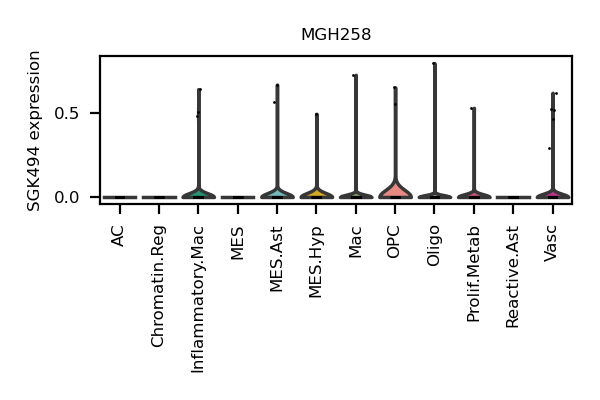 MGH258
SGK494 expression
0.5
0.0
AC
Chromatin.Reg
Inflammatory.Mac
MES
MES.Ast
MES.Hyp
Mac
OPC
Oligo
Prolif.Metab
Reactive.Ast
Vasc